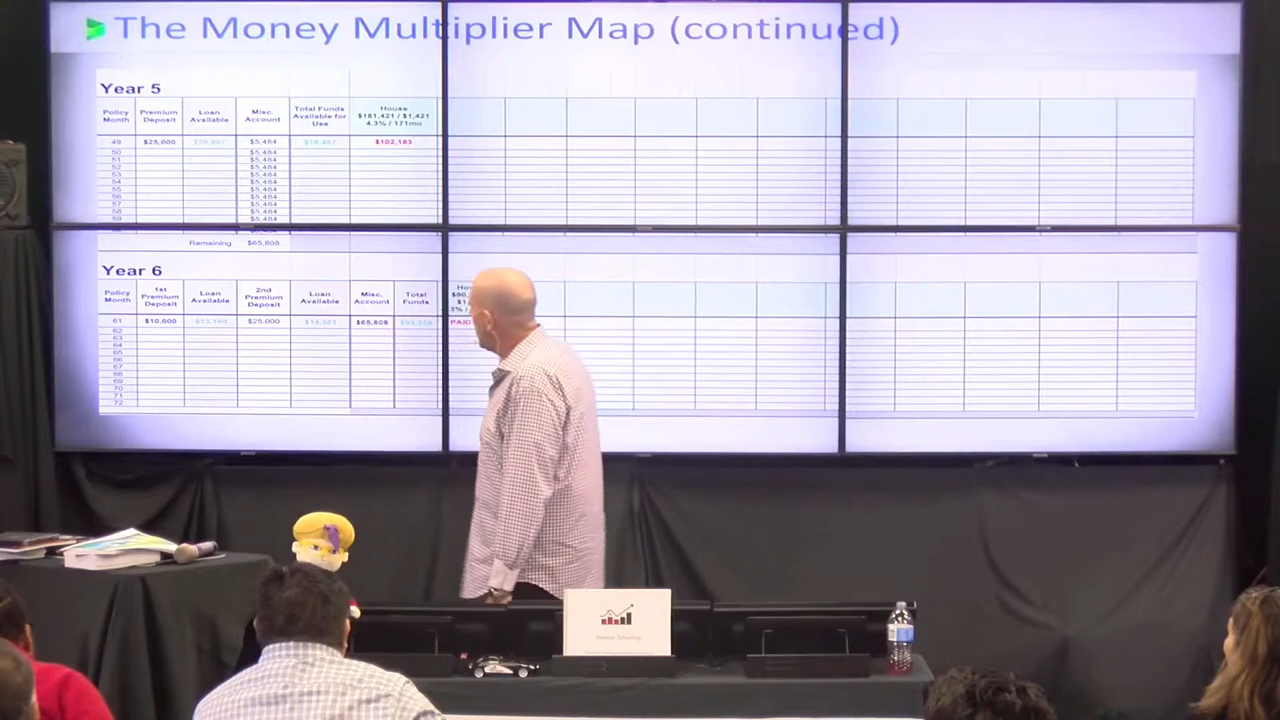 The Money Multiplier Map (continued)
Year 5
Policy Month Premium Deposit Loan Available Misc. Account Total Funds Available for Use House $181,421 / $1,421 4.3% / 171mo
49 $25,000 $5,484 $102,183
50 $5,484
51 $5,484
52 $5,484
53 $5,484
54 $5,484
55 $5,484
56 $5,484
57 $5,484
58 $5,484
59 $5,484
Remaining $65,808
Year 6
Policy Month 1st Premium Deposit Loan Available 2nd Premium Deposit Loan Available Misc. Account Total Funds
61 $10,000 $25,000 $65,808 PAID
62
63
64
65
66
67
68
69
70
71
72